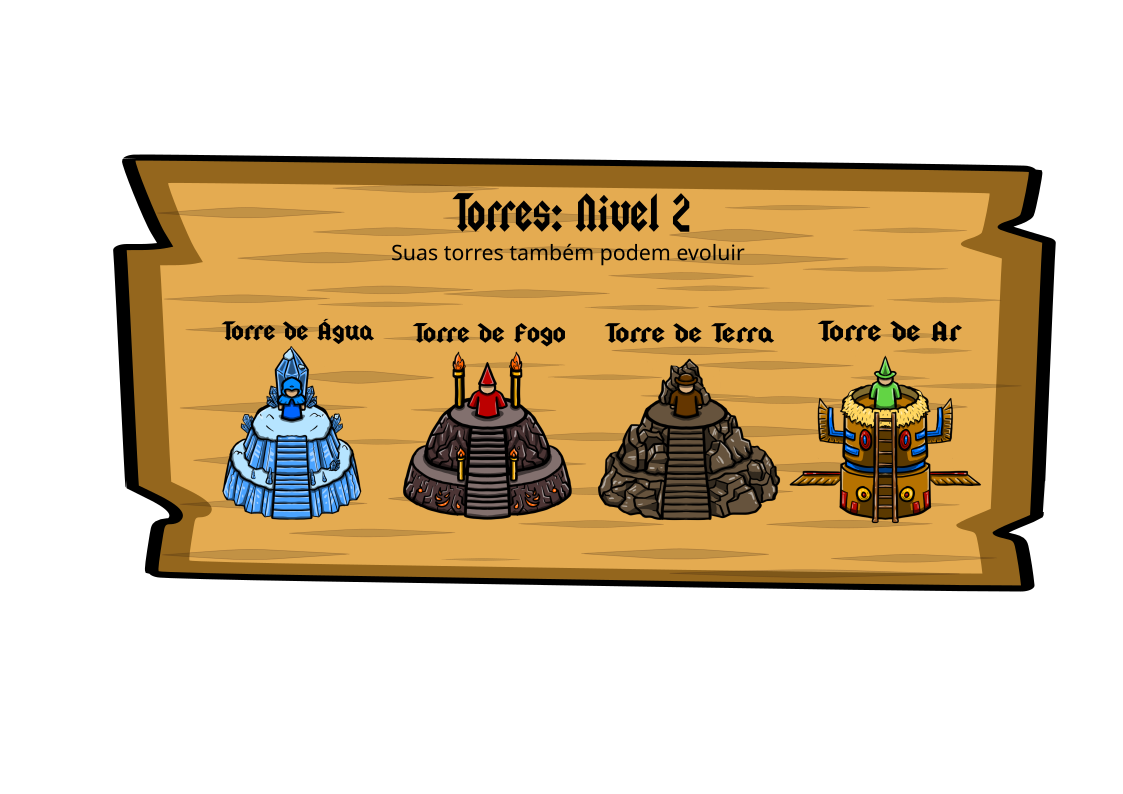 Torres: Nivel 2
Suas torres também podem evoluir
Torre de Água
Torre de Fogo
Torre de Terra
Torre de Ar